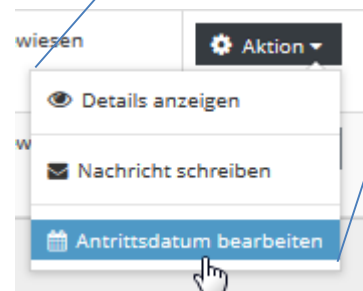 wiesen
Aktion
Details anzeigen
w
Nachricht schreiben
Antrittsdatum bearbeiten